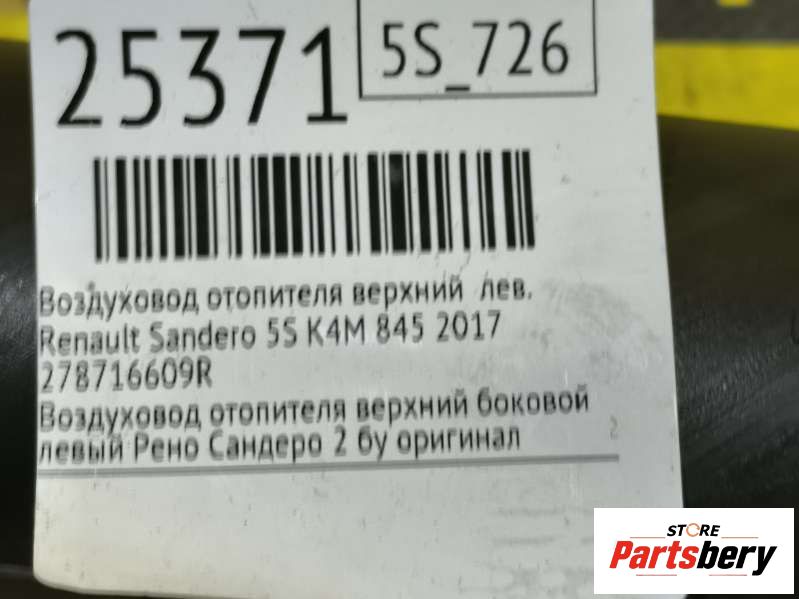 25371
5S_726
Воздуховод отопителя верхний лев.
Renault Sandero 5S K4M 845 2017
278716609R
Воздуховод отопителя верхний боковой
левый Рено Сандеро 2 бу оригинал
2
STORE
Partsbery